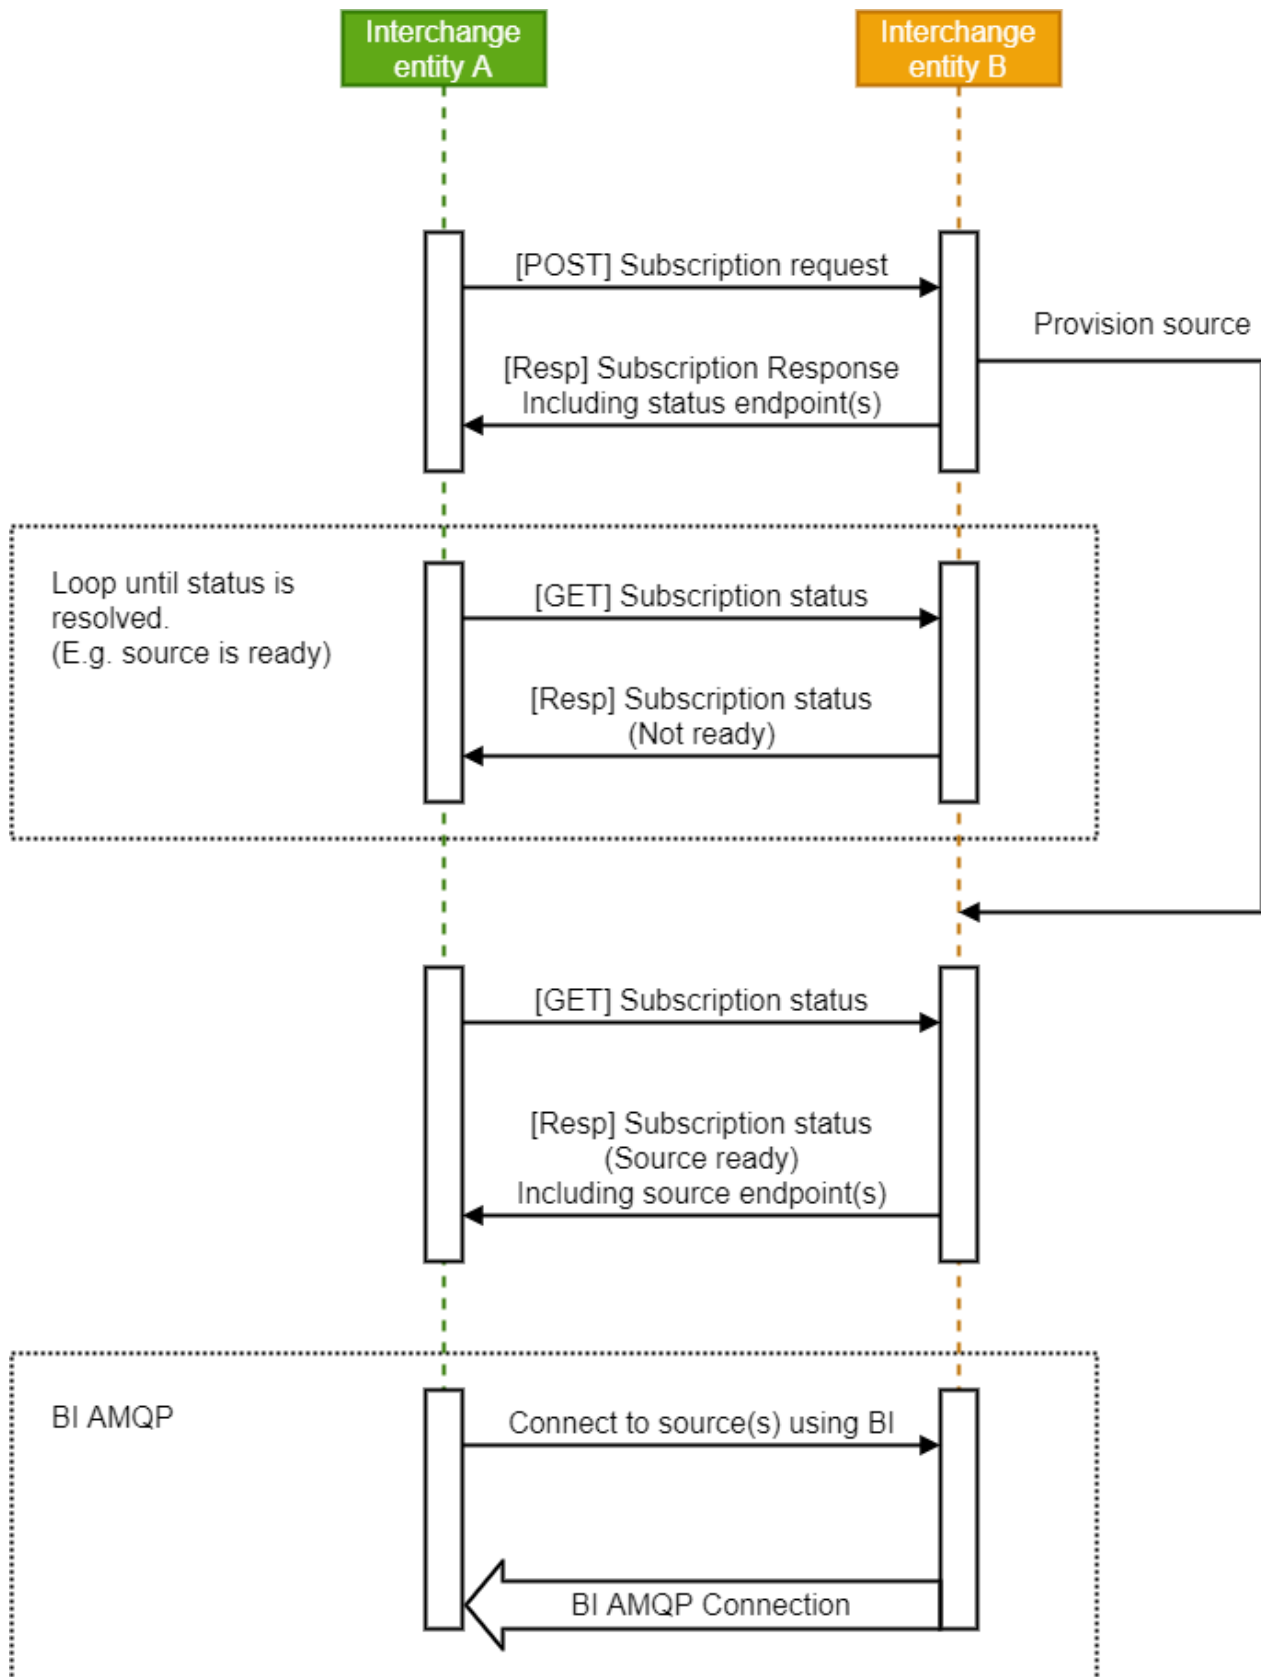 Interchange
entity A
Interchange
entity B
[POST] Subscription request
Provision source
[Resp] Subscription Response
Including status endpoint(s)
Loop until status is
resolved.
(E.g. source is ready)
[GET] Subscription status
[Resp] Subscription status
(Not ready)
[GET] Subscription status
[Resp] Subscription status
(Source ready)
Including source endpoint(s)
BI AMQP
Connect to source(s) using BI
BI AMQP Connection